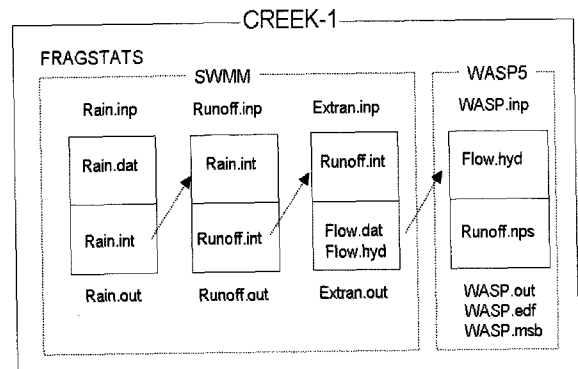 CREEK-1
FRAGSTATS
SWMM
WASP5
Rain.inp
Runoff.inp
Extran.inp
WASP.inp
Rain.dat
Rain.int
Runoff.int
Flow.hyd
Rain.int
Runoff.int
Flow.dat
Flow.hyd
Runoff.nps
Rain.out
Runoff.out
Extran.out
WASP.out
WASP.edf
WASP.msb